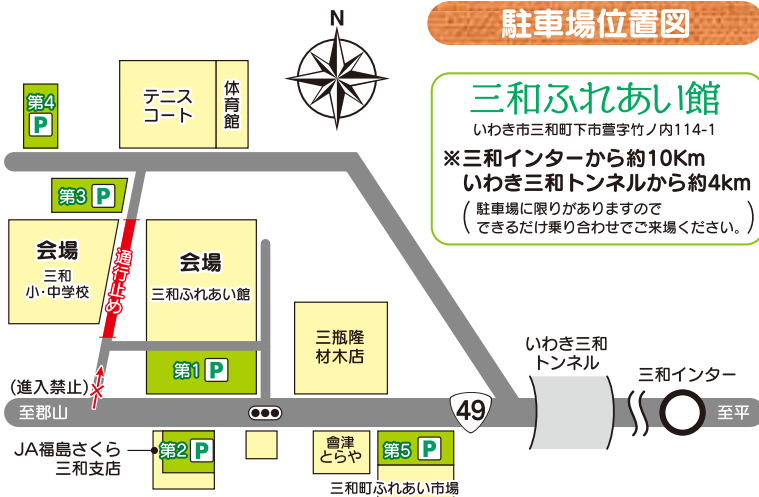 駐車場位置図
三和ふれあい館
いわき市三和町下市萱字竹ノ内114-1
※三和インターから約10Km
いわき三和トンネルから約4km
(駐車場に限りがありますので
できるだけ乗り合わせでご来場ください。)
N
第4
P
テニス
コート
体育館
第3 P
会場
三和
小・中学校
通行止め
会場
三和ふれあい館
第1 P
三瓶隆
材木店
いわき三和
トンネル
三和インター
(進入禁止)
至郡山
49
至平
JA福島さくら
三和支店
第2 P
會津
とらや
第5 P
三和町ふれあい市場